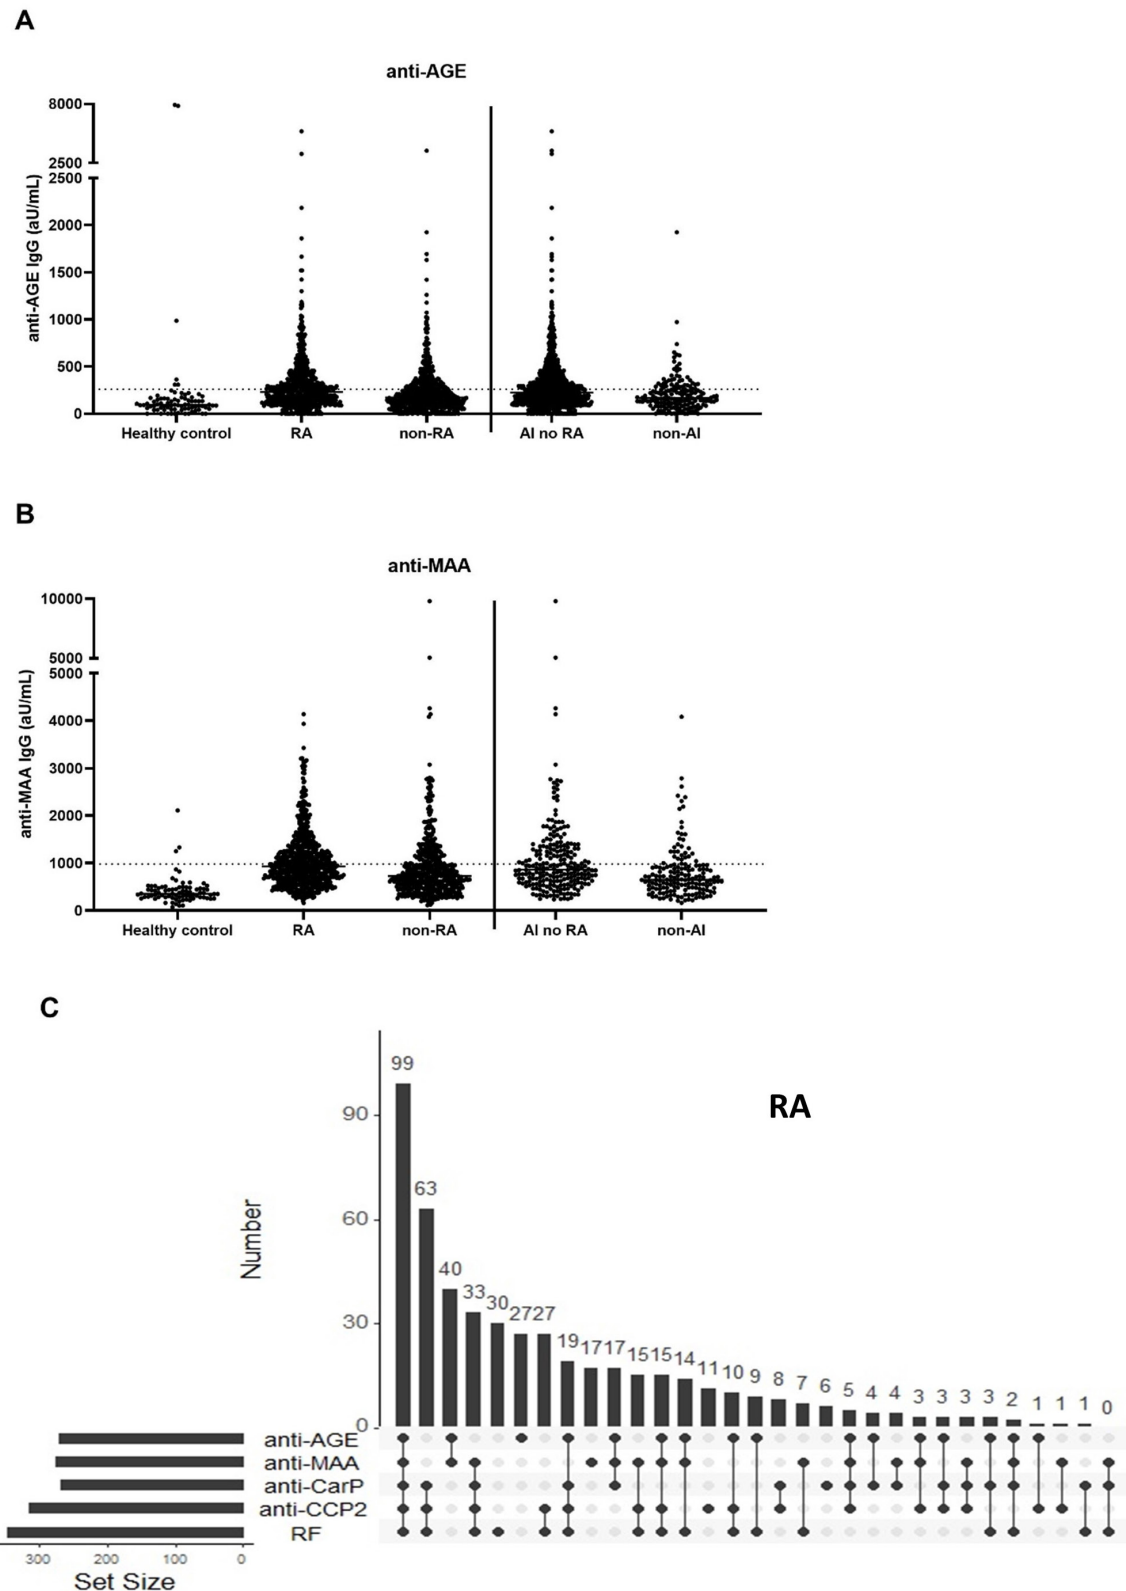 A
anti-AGE
anti-AGE IgG (aU/mL)
8000
2500
2500
2000
1500
1000
500
0
Healthy control RA non-RA AI no RA non-AI
B
anti-MAA
anti-MAA IgG (aU/mL)
10000
5000
5000
4000
3000
2000
1000
0
Healthy control RA non-RA AI no RA non-AI
C
RA
Number
90
60
30
0
99 63 40 33 30 27 27 19 17 17 15 15 14 11 10 9 8 7 6 5 4 4 3 3 3 3 2 1 1 1 0
anti-AGE
anti-MAA
anti-CarP
anti-CCP2
RF
300 200 100 0
Set Size